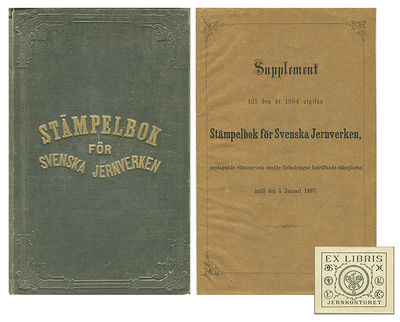 STÄMPELBOK
FÖR
SVENSKA JERNVERKEN
Supplement
till den år 1864 utgifna
Stämpelbok för Svenska Jernverken,
upptagande rättelser och skedda förändringar beträffande stämplarne
intill den 1 Januari 1867.
EX LIBRIS
JERNKONTORET